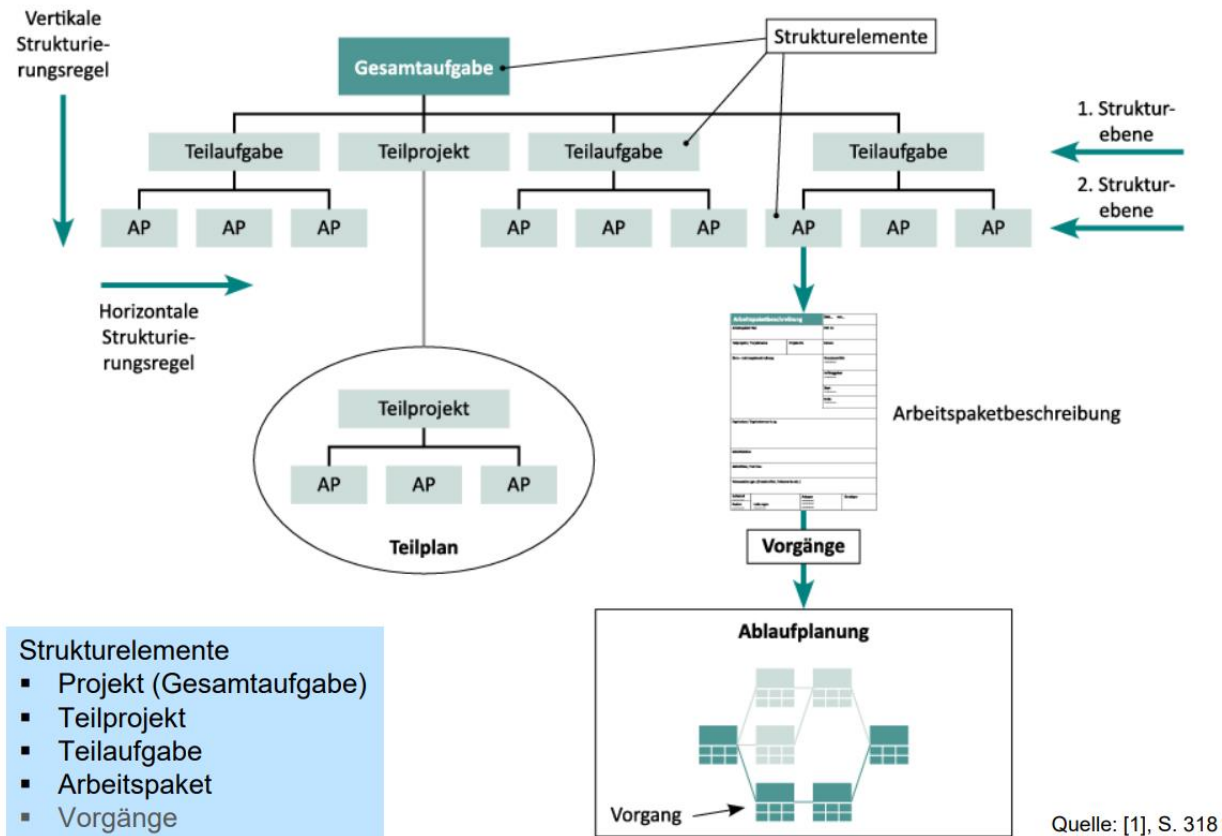 Vertikale
Strukturie-
rungsregel
Gesamtaufgabe
Strukturelemente
1. Struktur-
ebene
Teilaufgabe
Teilprojekt
Teilaufgabe
Teilaufgabe
2. Struktur-
ebene
AP
AP
AP
AP
AP
AP
AP
AP
AP
Horizontale
Strukturie-
rungsregel
Arbeitspaketbeschreibung
Teilprojekt
AP
AP
AP
Teilplan
Arbeitspaketbeschreibung
Vorgänge
Ablaufplanung
Vorgang
Strukturelemente
▪ Projekt (Gesamtaufgabe)
▪ Teilprojekt
▪ Teilaufgabe
▪ Arbeitspaket
▪ Vorgänge
Quelle: [1], S. 318